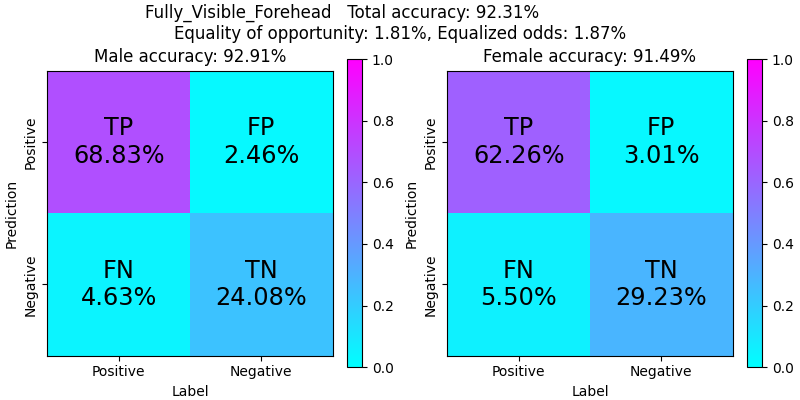 Fully_Visible_Forehead   Total accuracy: 92.31%
Equality of opportunity: 1.81%, Equalized odds: 1.87%
Male accuracy: 92.91%
Prediction
Positive
Negative
TP
68.83%
FP
2.46%
FN
4.63%
TN
24.08%
Positive
Negative
Label
1.0
0.8
0.6
0.4
0.2
0.0
Female accuracy: 91.49%
Prediction
Positive
Negative
TP
62.26%
FP
3.01%
FN
5.50%
TN
29.23%
Positive
Negative
Label
1.0
0.8
0.6
0.4
0.2
0.0